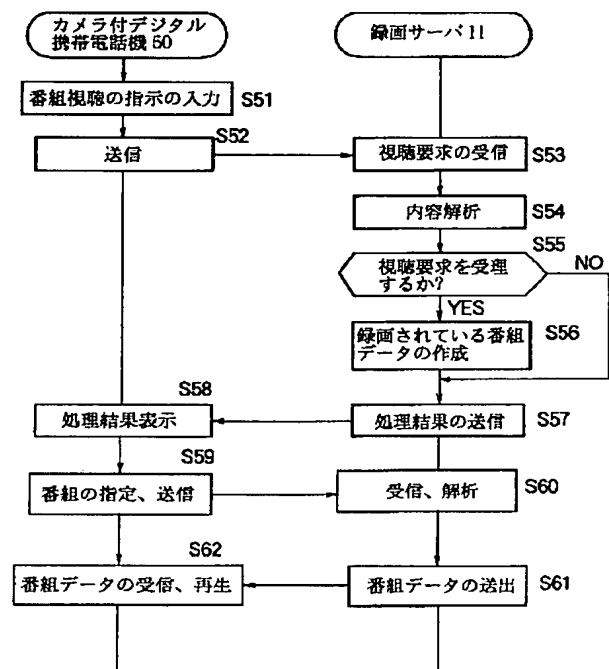 カメラ付デジタル
携帯電話機50
録画サーバ11
番組視聴の指示の入力
S51
S52
送信
視聴要求の受信
S53
内容解析
S54
S55
視聴要求を受理
するか?
NO
YES
録画されている番組
データの作成
S56
S58
処理結果表示
処理結果の送信
S57
S59
番組の指定、送信
受信、解析
S60
S62
番組データの受信、再生
番組データの送出
S61